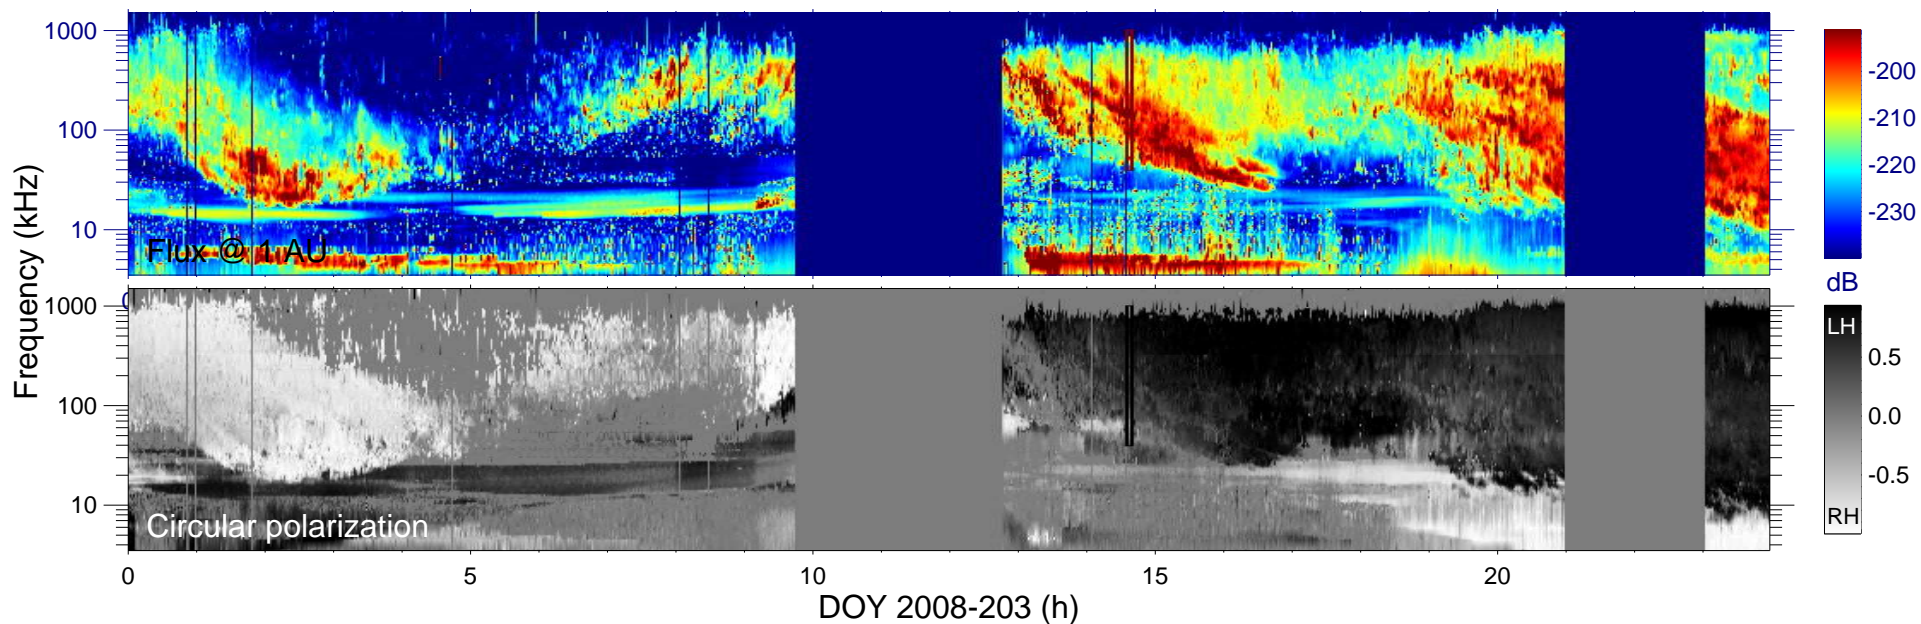 1000
100
10
Flux @ 1 AU
-200
-210
-220
-230
dB
0
Frequency (kHz)
1000
100
10
Circular polarization
LH
0.5
0.0
-0.5
RH
0
5
10
15
20
DOY 2008-203 (h)